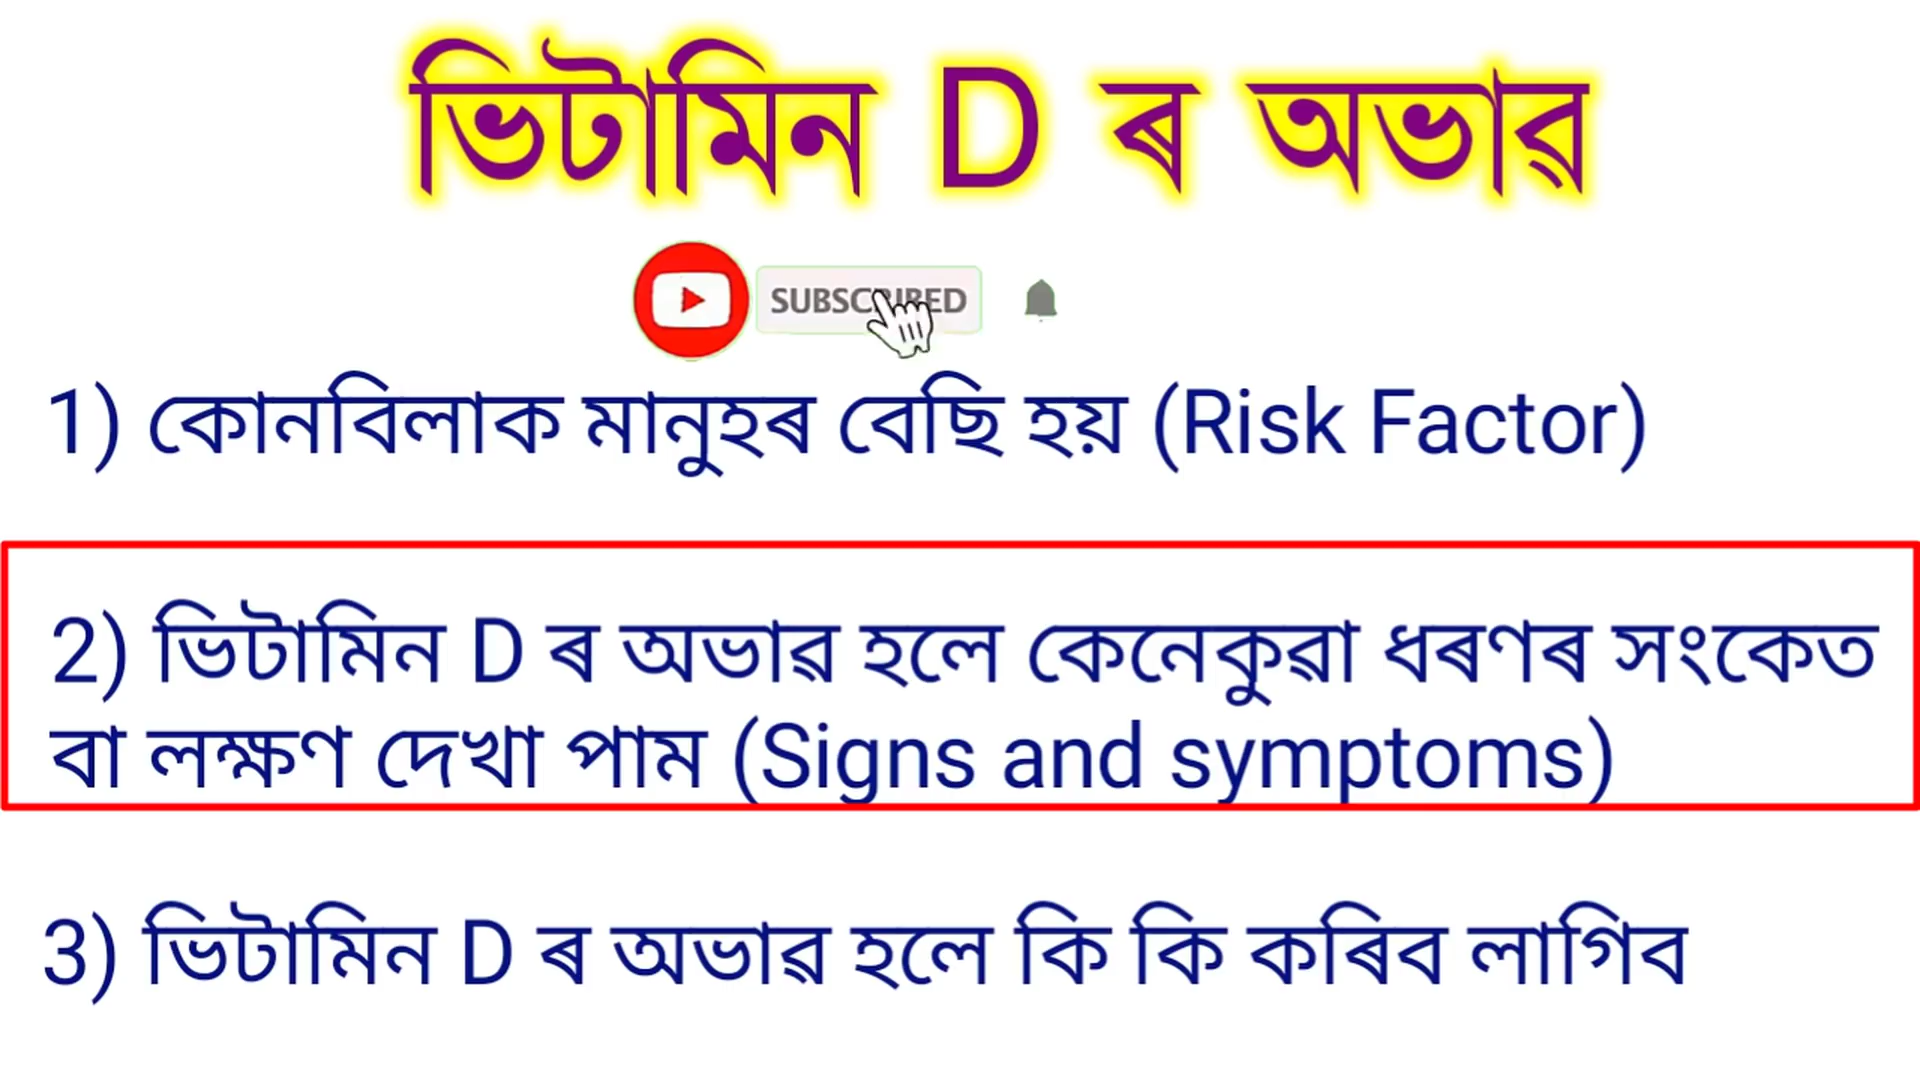 ভিটামিন D ৰ অভাৱ
SUBSCRIBED
1) কোনবিলাক মানুহৰ বেছি হয় (Risk Factor)
2) ভিটামিন D ৰ অভাৱ হলে কেনেকুৱা ধৰণৰ সংকেত
বা লক্ষণ দেখা পাম (Signs and symptoms)
3) ভিটামিন D ৰ অভাৱ হলে কি কি কৰিব লাগিব